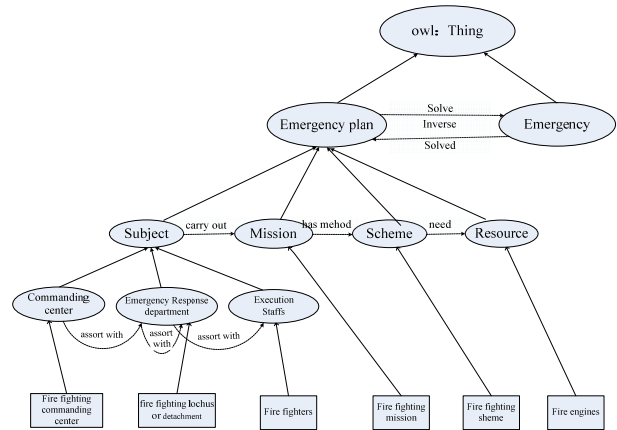 owl: Thing
Solve
Emergency plan
Inverse
Emergency
Solved
Subject
carry out
Mission
has mehod
Scheme
need
Resource
Commanding
center
Emergency Response
department
Execution
Staffs
assort with
assort
with
assort with
Fire fighting
commanding
center
fire fighting lochus
or detachment
Fire fighters
Fire fighting
mission
Fire fighting
sheme
Fire engines